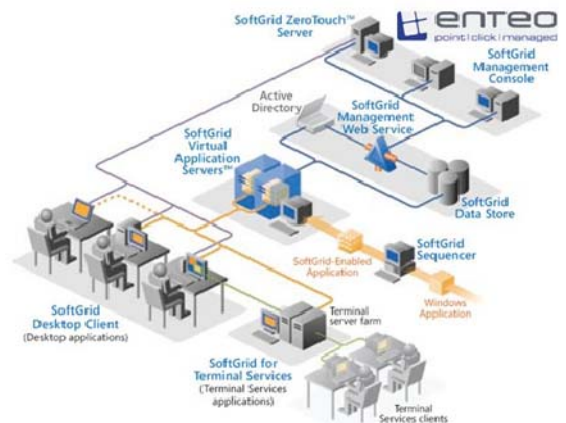 SoftGrid ZeroTouch™
Server
enteo
point|click|managed
SoftGrid
Management
Console
Active
Directory
SoftGrid
Management
Web Service
SoftGrid
Virtual
Application
Servers™
SoftGrid
Data Store
SoftGrid-Enabled
Application
SoftGrid
Sequencer
Windows
Application
SoftGrid
Desktop Client
(Desktop applications)
Terminal
server farm
SoftGrid for
Terminal Services
(Terminal Services
applications)
Terminal
Services clients